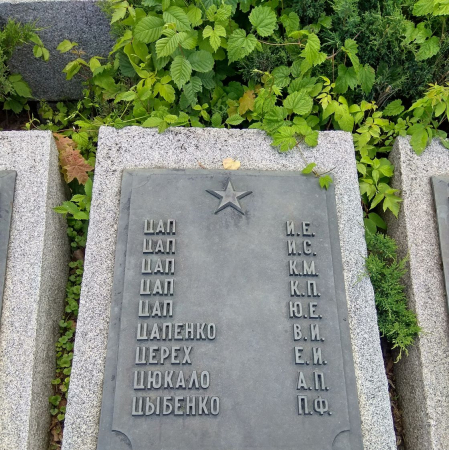 ЦАП И.Е.
ЦАП И.С.
ЦАП К.М.
ЦАП К.П.
ЦАП Ю.Е.
ЦАПЕНКО В.И.
ЦЕРЕХ Е.И.
ЦЮКАЛО А.П.
ЦЫБЕНКО П.Ф.